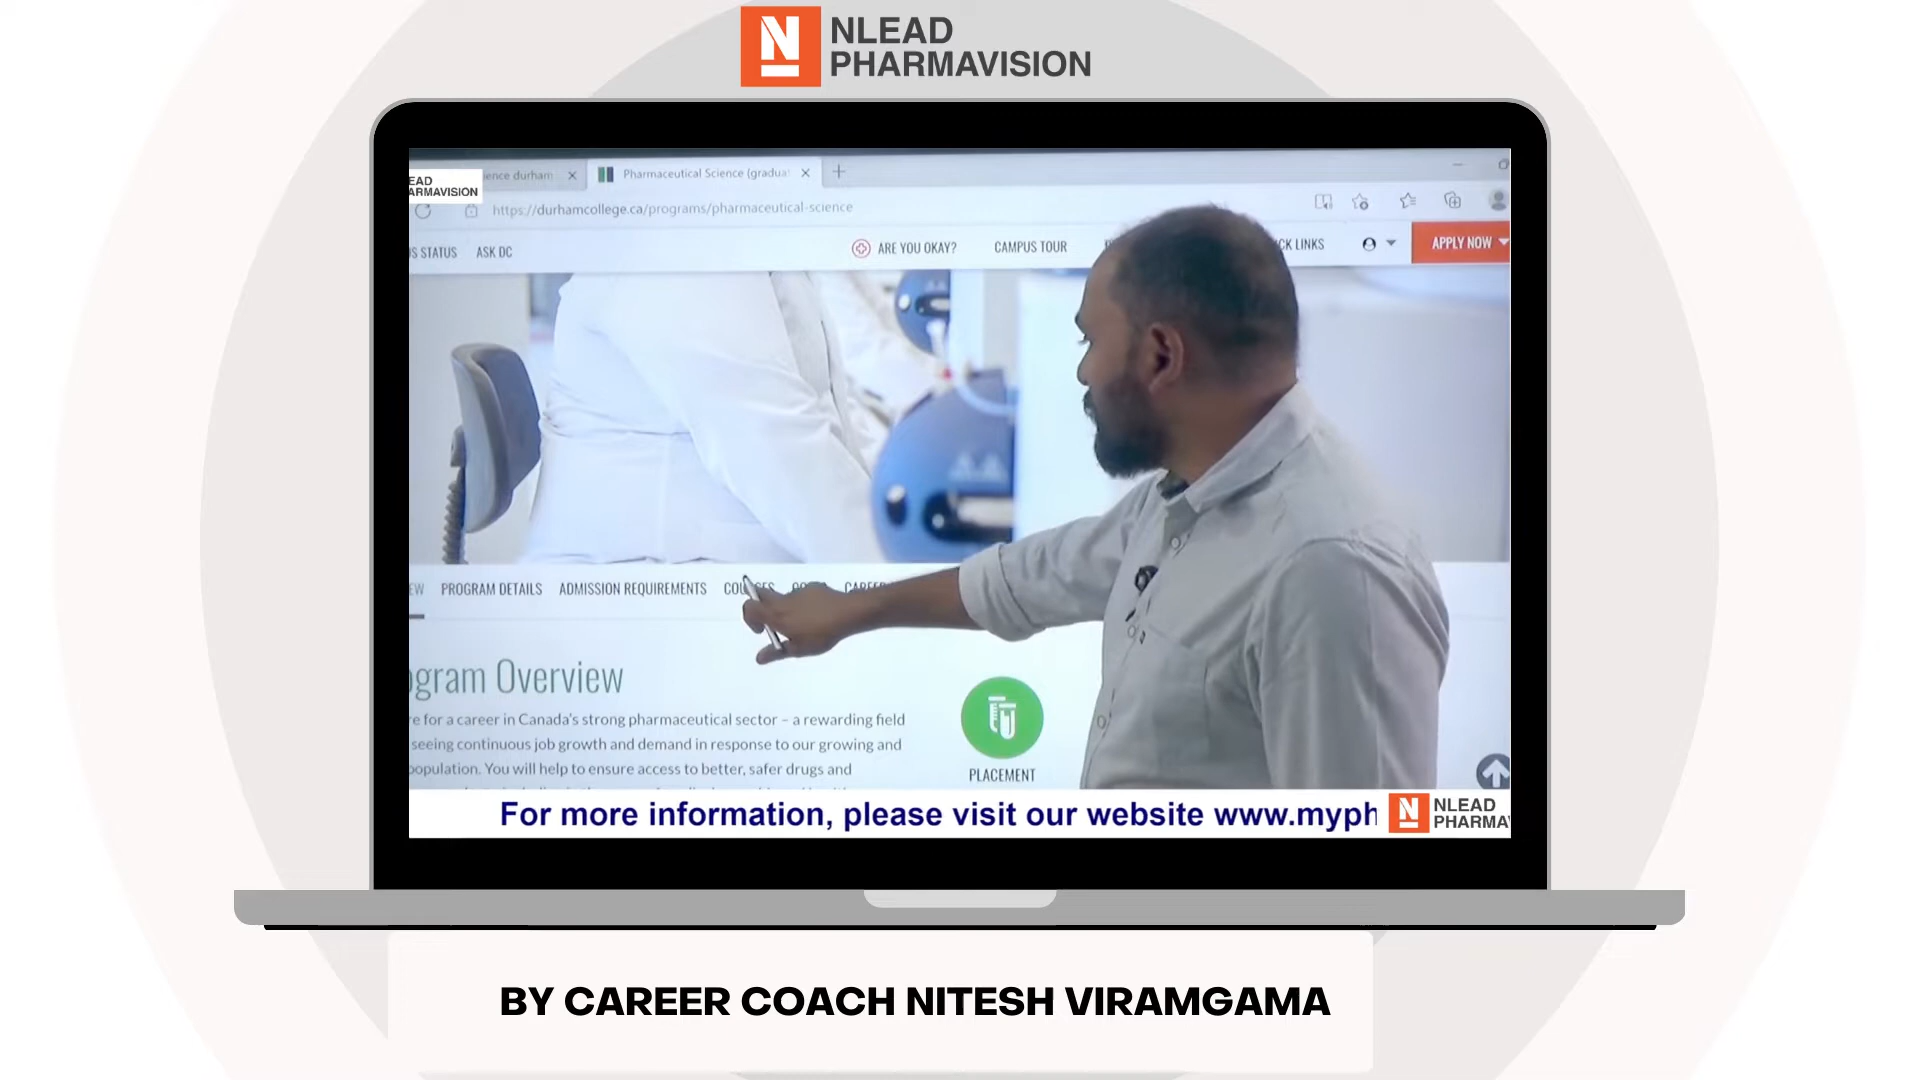 NLEAD
PHARMAVISION
EAD
ARMAVISION
ience durham
Pharmaceutical Science (gradua
https://durhamcollege.ca/programs/pharmaceutical-science
STATUS ASK DC ARE YOU OKAY? CAMPUS TOUR CK LINKS APPLY NOW
PROGRAM DETAILS ADMISSION REQUIREMENTS
ogram Overview
re for a career in Canada's strong pharmaceutical sector – a rewarding field
seeing continuous job growth and demand in response to our growing and
population. You will help to ensure access to better, safer drugs and
PLACEMENT
For more information, please visit our website www.myph
NLEAD
PHARMA
BY CAREER COACH NITESH VIRAMGAMA